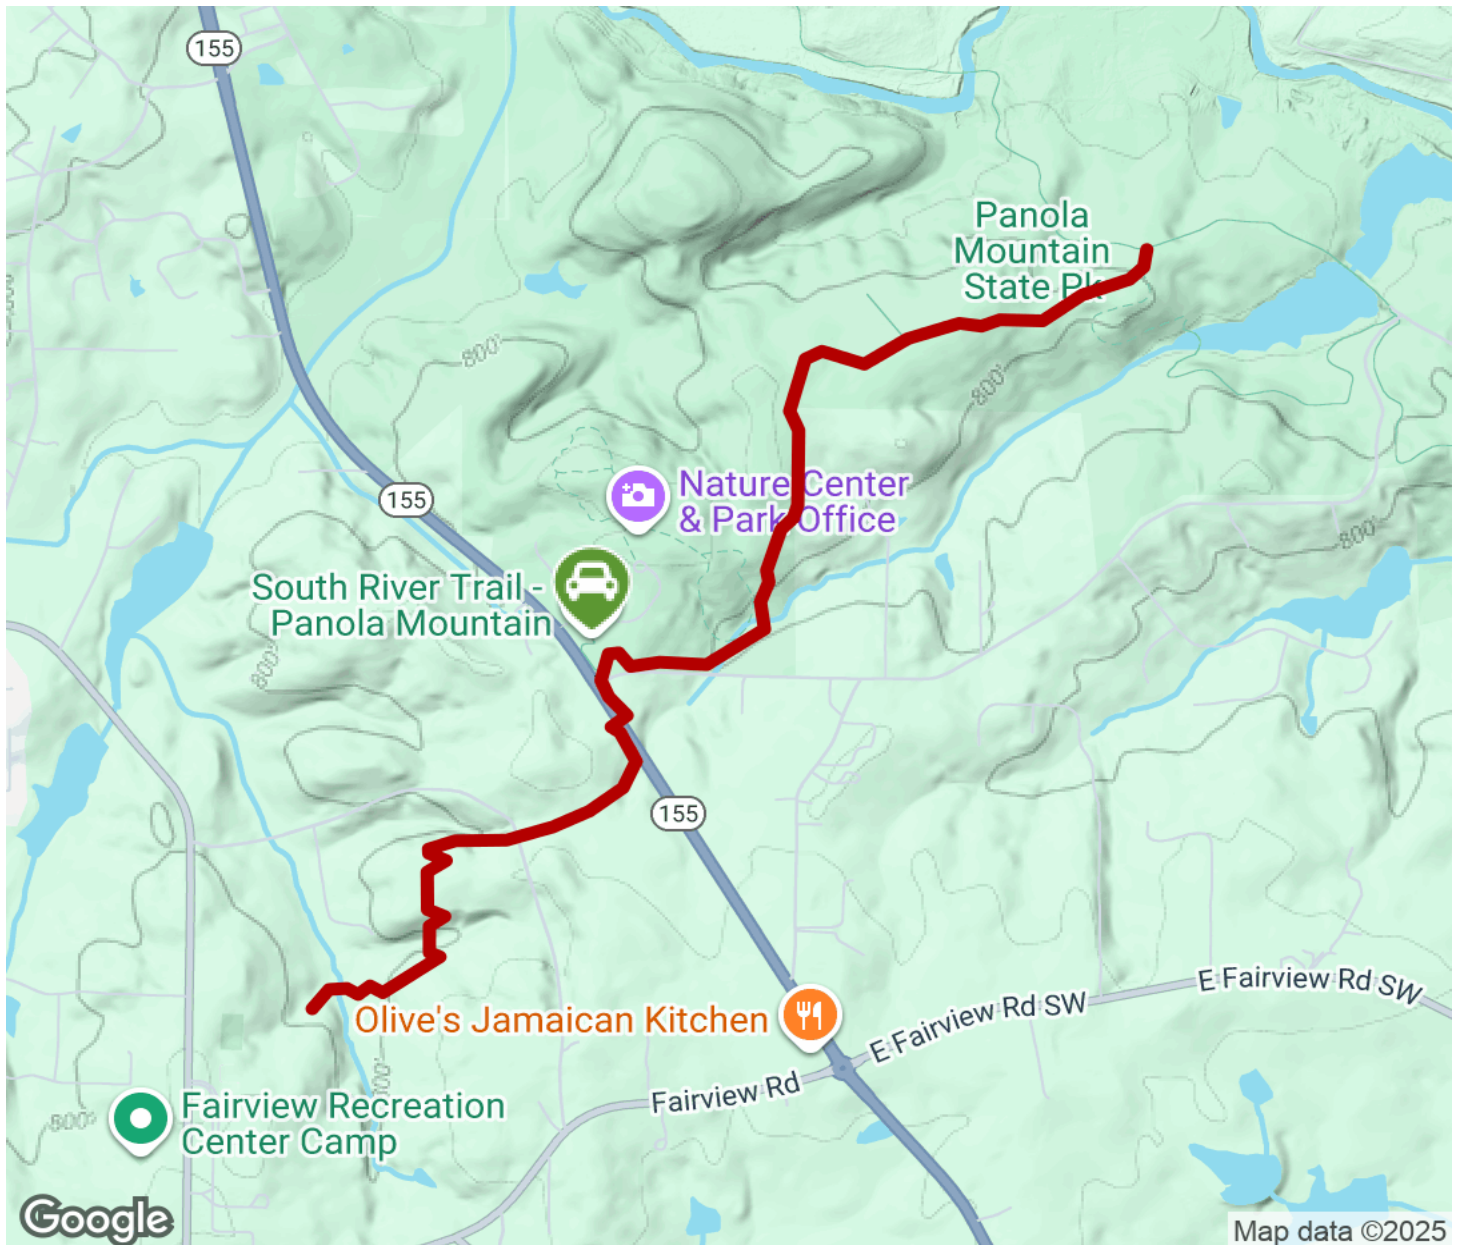 155
Panola
Mountain
State Pk
800'
800'
155
Nature Center
& Park Office
800'
South River Trail -
Panola Mountain
800'
155
E Fairview Rd SW
E Fairview Rd SW
Olive's Jamaican Kitchen
Fairview Rd
800'
Fairview Recreation
Center Camp
800'
Google
Map data ©2025